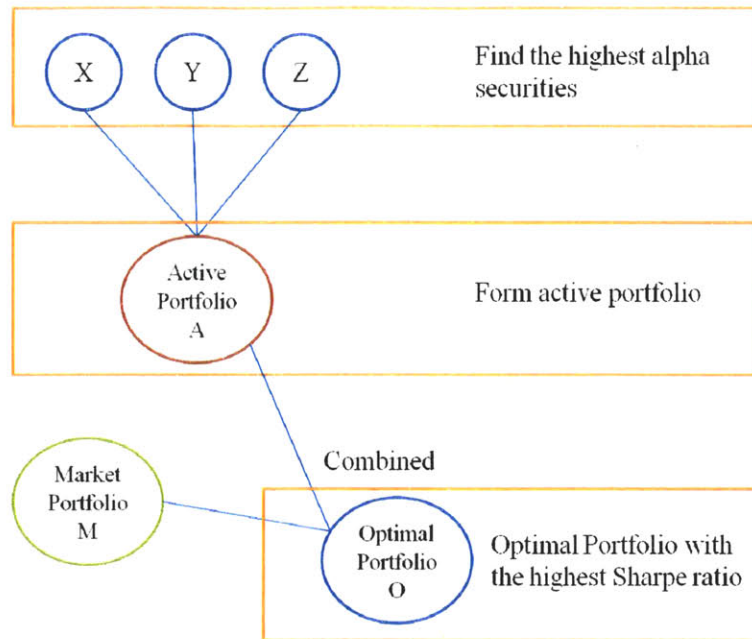 X
Y
Z
Find the highest alpha
securities
Active
Portfolio
A
Form active portfolio
Market
Portfolio
M
Combined
Optimal
Portfolio
O
Optimal Portfolio with
the highest Sharpe ratio